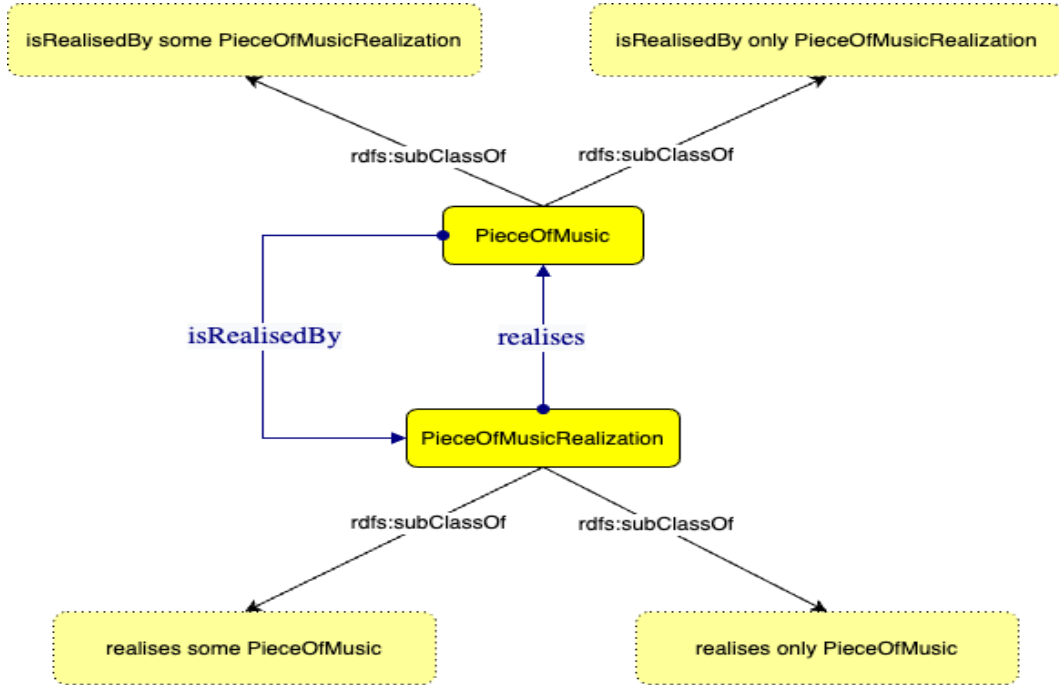 isRealisedBy some PieceOfMusicRealization
isRealisedBy only PieceOfMusicRealization
rdfs:subClassOf
rdfs:subClassOf
PieceOfMusic
isRealisedBy
realises
PieceOfMusicRealization
rdfs:subClassOf
rdfs:subClassOf
realises some PieceOfMusic
realises only PieceOfMusic